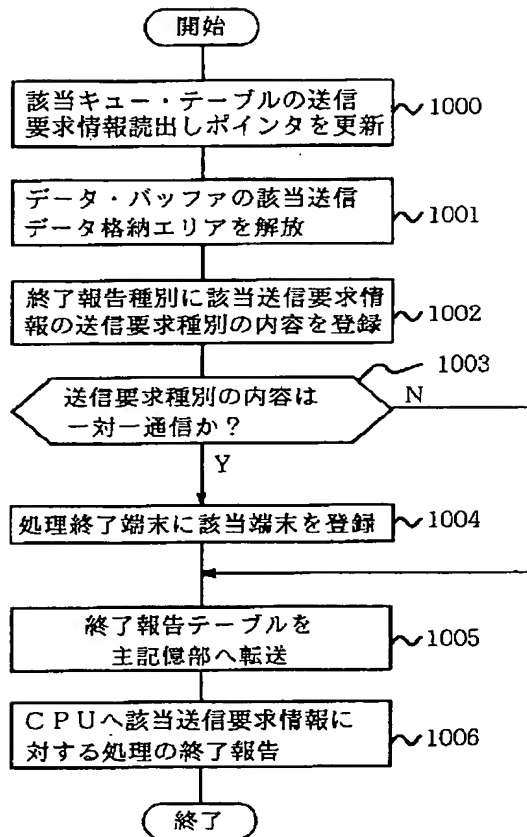 開始
該当キュー・テーブルの送信
要求情報読出しポインタを更新
1000
データ・バッファの該当送信
データ格納エリアを解放
1001
終了報告種別に該当送信要求情
報の送信要求種別の内容を登録
1002
1003
送信要求種別の内容は
一対一通信か?
N
Y
処理終了端末に該当端末を登録
1004
終了報告テーブルを
主記憶部へ転送
1005
CPUへ該当送信要求情報に
対する処理の終了報告
1006
終了